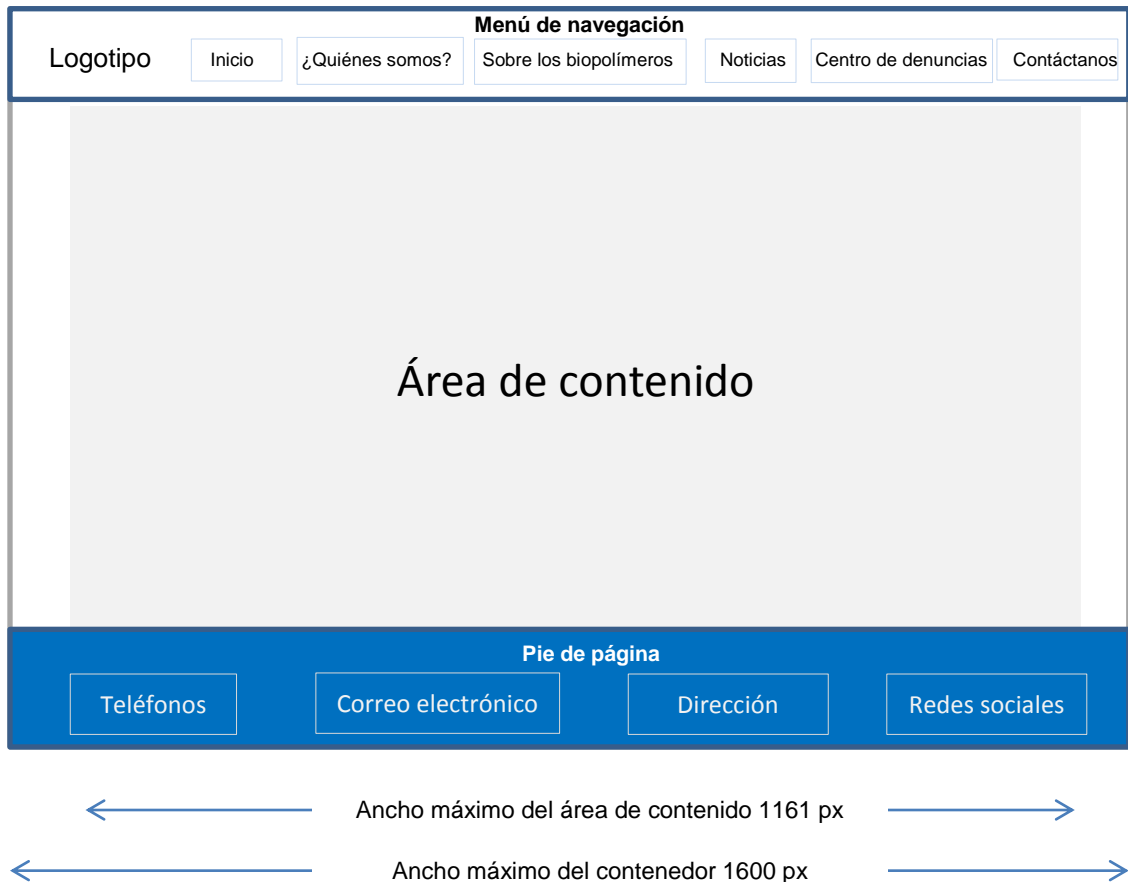 Menú de navegación
Logotipo
Inicio
¿Quiénes somos?
Sobre los biopolímeros
Noticias
Centro de denuncias
Contáctanos
Área de contenido
Pie de página
Teléfonos
Correo electrónico
Dirección
Redes sociales
Ancho máximo del área de contenido 1161 px
Ancho máximo del contenedor 1600 px